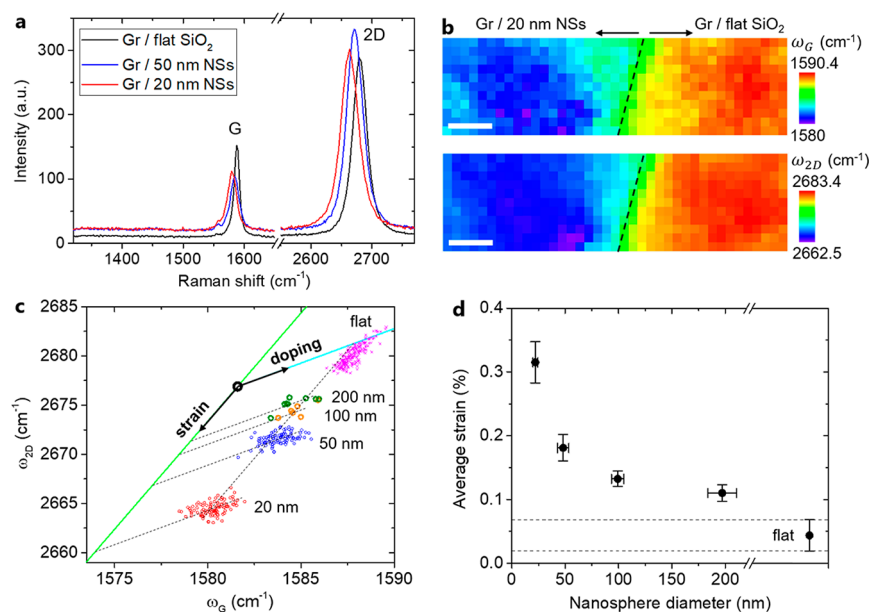 a
Gr / flat SiO₂
Gr / 50 nm NSs
Gr / 20 nm NSs
2D
G
300
200
100
0
Intensity (a.u.)
1400 1500 1600 2600 2700
Raman shift (cm⁻¹)
b
Gr / 20 nm NSs Gr / flat SiO₂
ω_G (cm⁻¹)
1590.4
1580
ω_2D (cm⁻¹)
2683.4
2662.5
c
2685
2680
2675
2670
2665
2660
ω_2D (cm⁻¹)
flat
doping
strain
200 nm
100 nm
50 nm
20 nm
1575 1580 1585 1590
ω_G (cm⁻¹)
d
0.4
0.3
0.2
0.1
0.0
Average strain (%)
flat
0 50 100 150 200
Nanosphere diameter (nm)